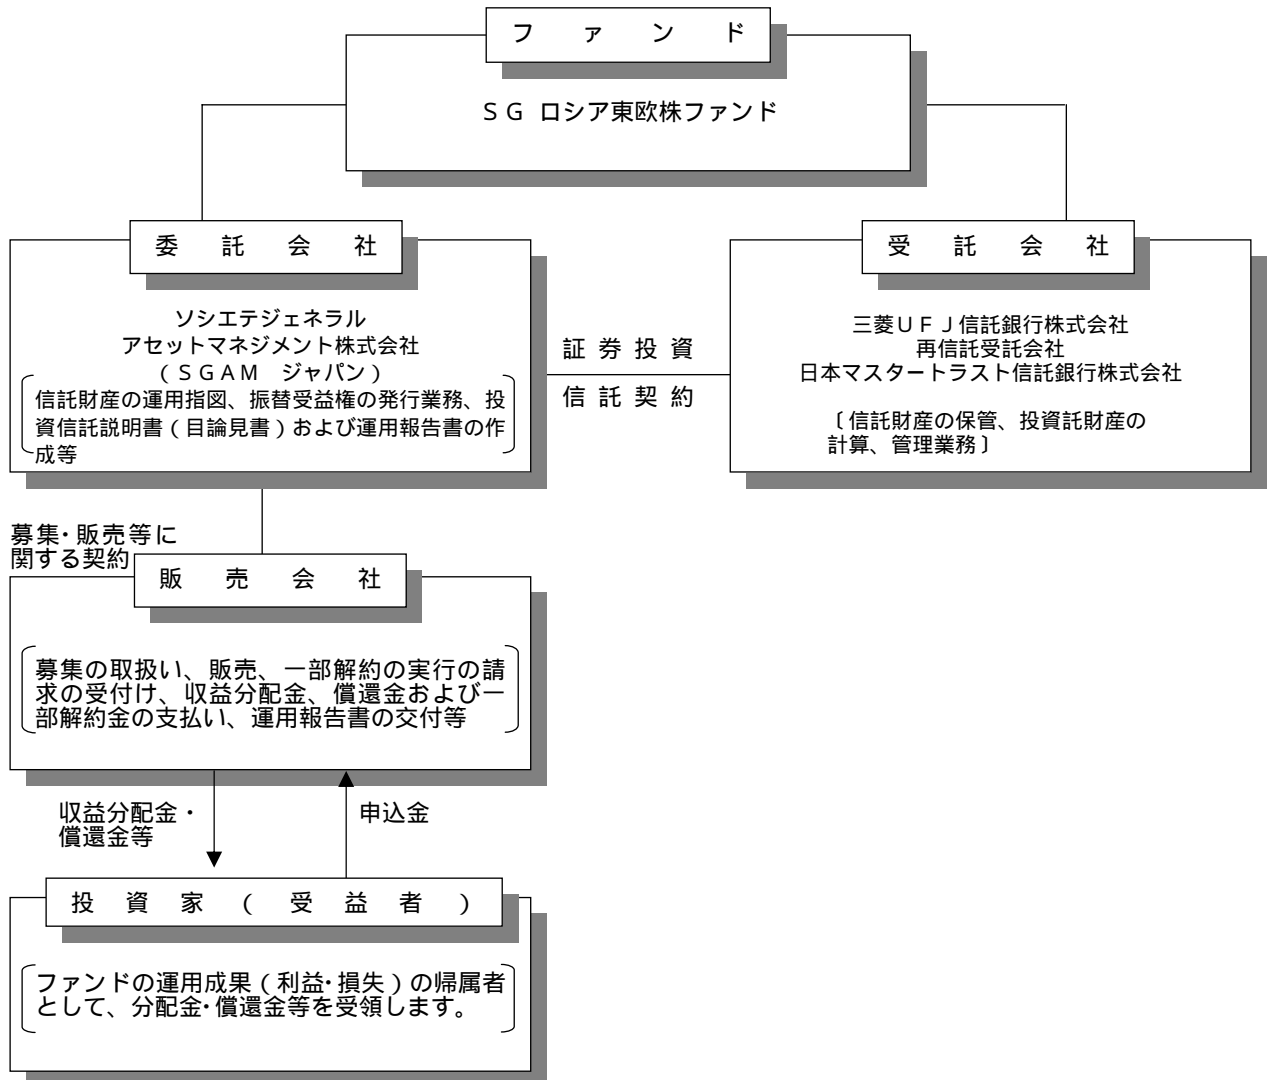 ファンド
ＳＧ ロシア東欧株ファンド
委託会社
ソシエテジェネラル
アセットマネジメント株式会社
（ＳＧＡＭ　ジャパン）
信託財産の運用指図、振替受益権の発行業務、投
資信託説明書（目論見書）および運用報告書の作
成等
証券投資
信託契約
受託会社
三菱ＵＦＪ信託銀行株式会社
再信託受託会社
日本マスタートラスト信託銀行株式会社
〔信託財産の保管、投資託財産の
計算、管理業務〕
募集・販売等に
関する契約
販売会社
募集の取扱い、販売、一部解約の実行の請
求の受付け、収益分配金、償還金および一
部解約金の支払い、運用報告書の交付等
収益分配金・
償還金等
申込金
投資家（受益者）
ファンドの運用成果（利益・損失）の帰属者
として、分配金・償還金等を受領します。